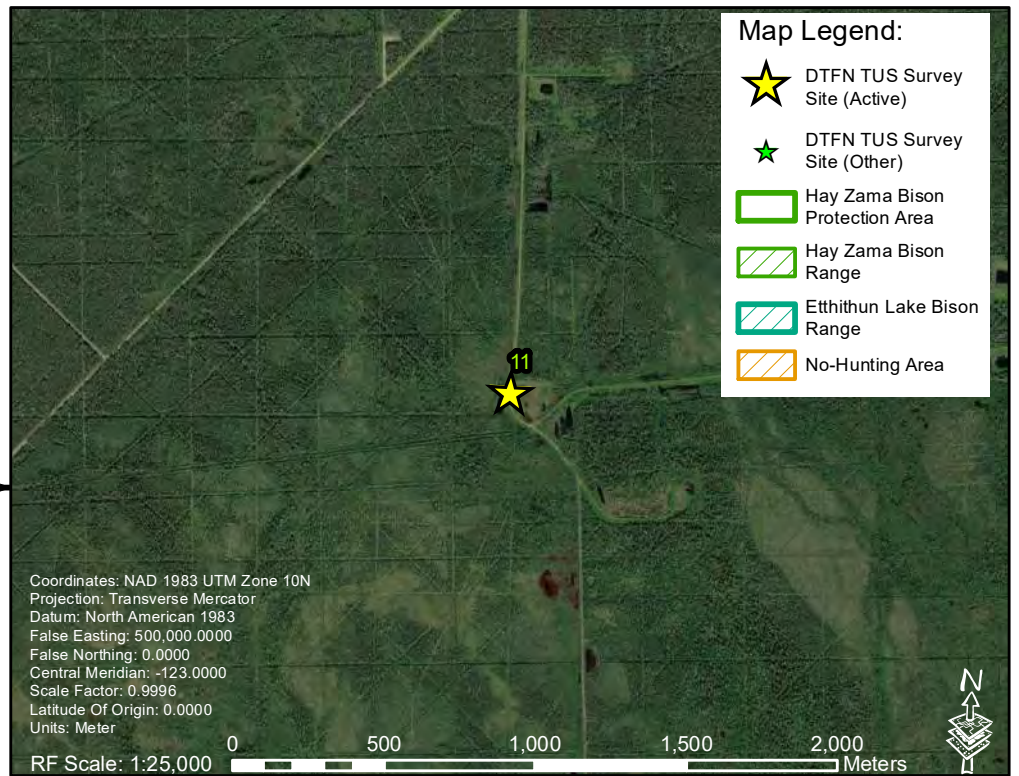 Map Legend:
DTFN TUS Survey
Site (Active)
DTFN TUS Survey
Site (Other)
Hay Zama Bison
Protection Area
Hay Zama Bison
Range
Etthithun Lake Bison
Range
No-Hunting Area
11
Coordinates: NAD 1983 UTM Zone 10N
Projection: Transverse Mercator
Datum: North American 1983
False Easting: 500,000.0000
False Northing: 0.0000
Central Meridian: -123.0000
Scale Factor: 0.9996
Latitude Of Origin: 0.0000
Units: Meter
RF Scale: 1:25,000
0 500 1,000 1,500 2,000
Meters
N